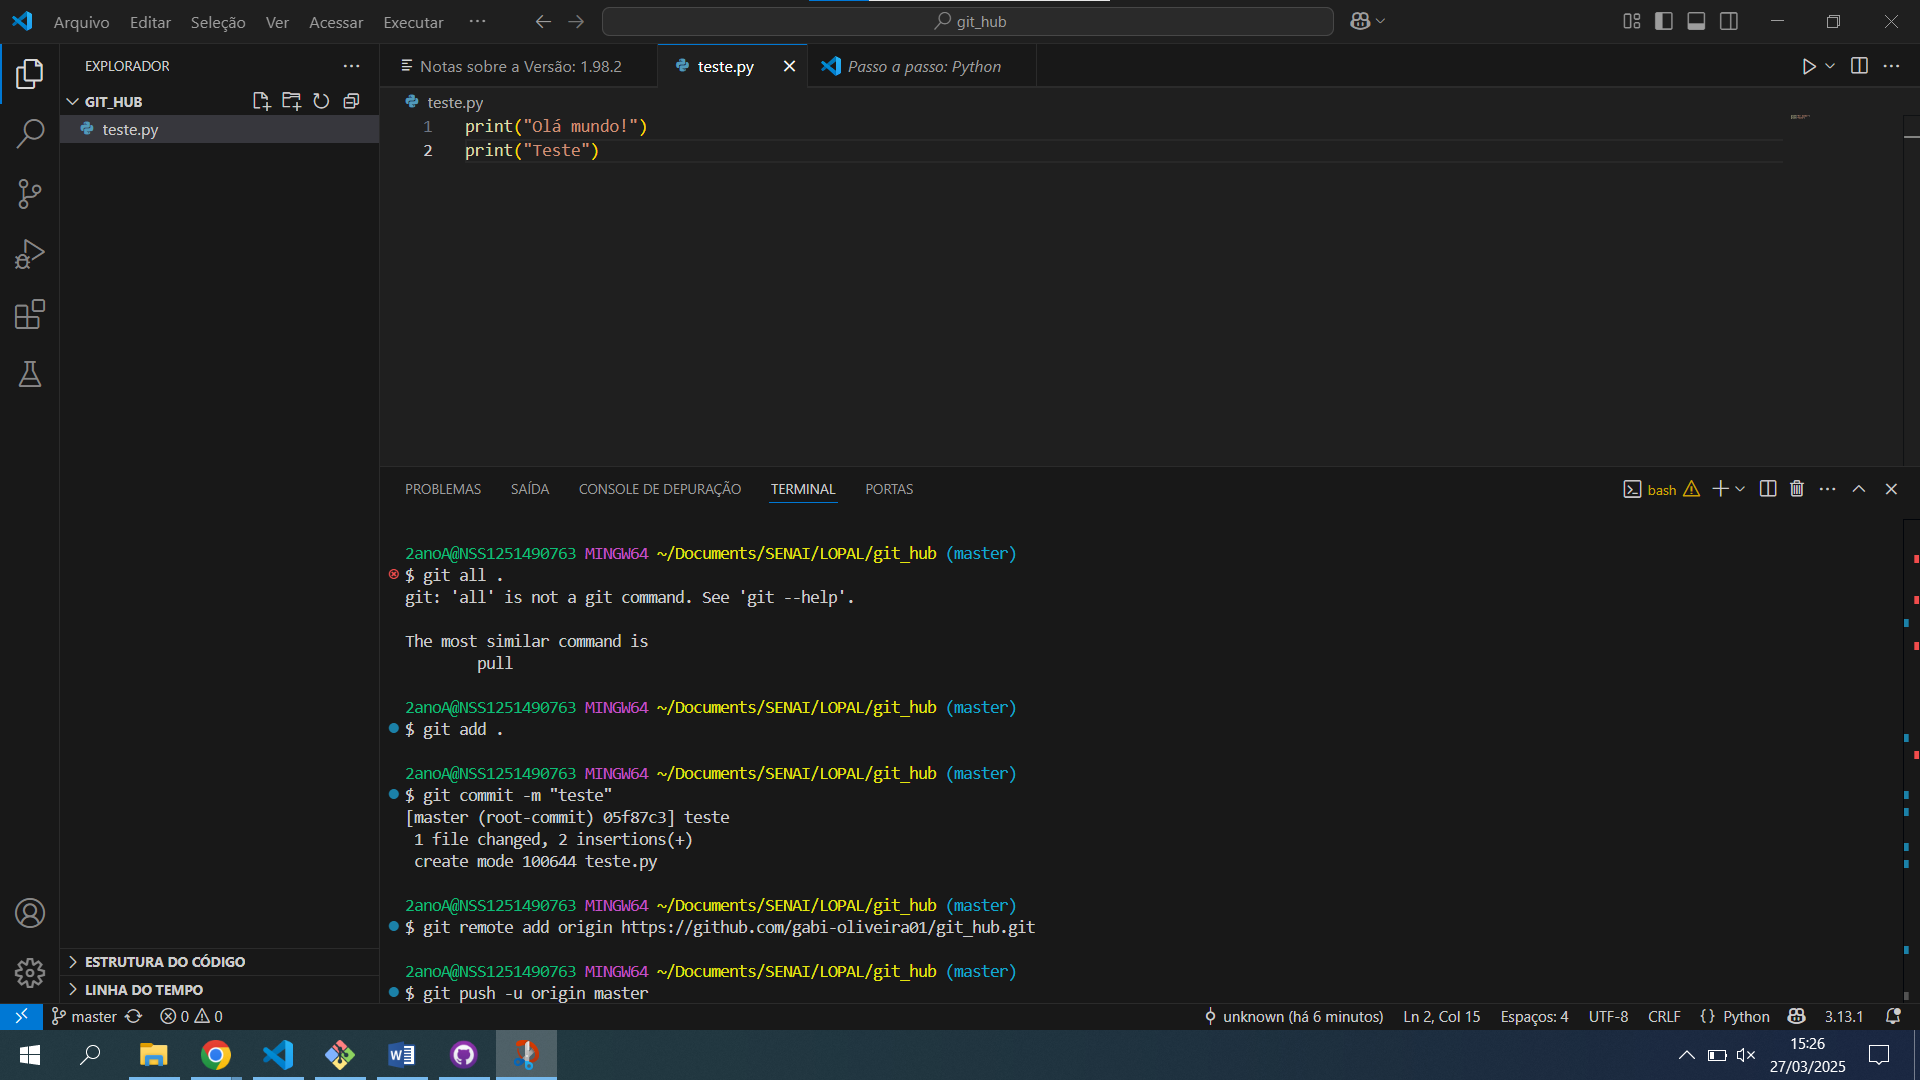 Arquivo Editar Seleção Ver Acessar Executar ··· git_hub
EXPLORADOR
GIT_HUB
teste.py
ESTRUTURA DO CÓDIGO
LINHA DO TEMPO
Notas sobre a Versão: 1.98.2 teste.py Passo a passo: Python
teste.py
1 print("Olá mundo!")
2 print("Teste")
PROBLEMAS SAÍDA CONSOLE DE DEPURAÇÃO TERMINAL PORTAS bash
2anoA@NSS1251490763 MINGW64 ~/Documents/SENAI/LOPAL/git_hub (master)
$ git all .
git: 'all' is not a git command. See 'git --help'.
The most similar command is
pull
2anoA@NSS1251490763 MINGW64 ~/Documents/SENAI/LOPAL/git_hub (master)
$ git add .
2anoA@NSS1251490763 MINGW64 ~/Documents/SENAI/LOPAL/git_hub (master)
$ git commit -m "teste"
[master (root-commit) 05f87c3] teste
1 file changed, 2 insertions(+)
create mode 100644 teste.py
2anoA@NSS1251490763 MINGW64 ~/Documents/SENAI/LOPAL/git_hub (master)
$ git remote add origin https://github.com/gabi-oliveira01/git_hub.git
2anoA@NSS1251490763 MINGW64 ~/Documents/SENAI/LOPAL/git_hub (master)
$ git push -u origin master
master 0 0 unknown (há 6 minutos) Ln 2, Col 15 Espaços: 4 UTF-8 CRLF {} Python 3.13.1
15:26
27/03/2025